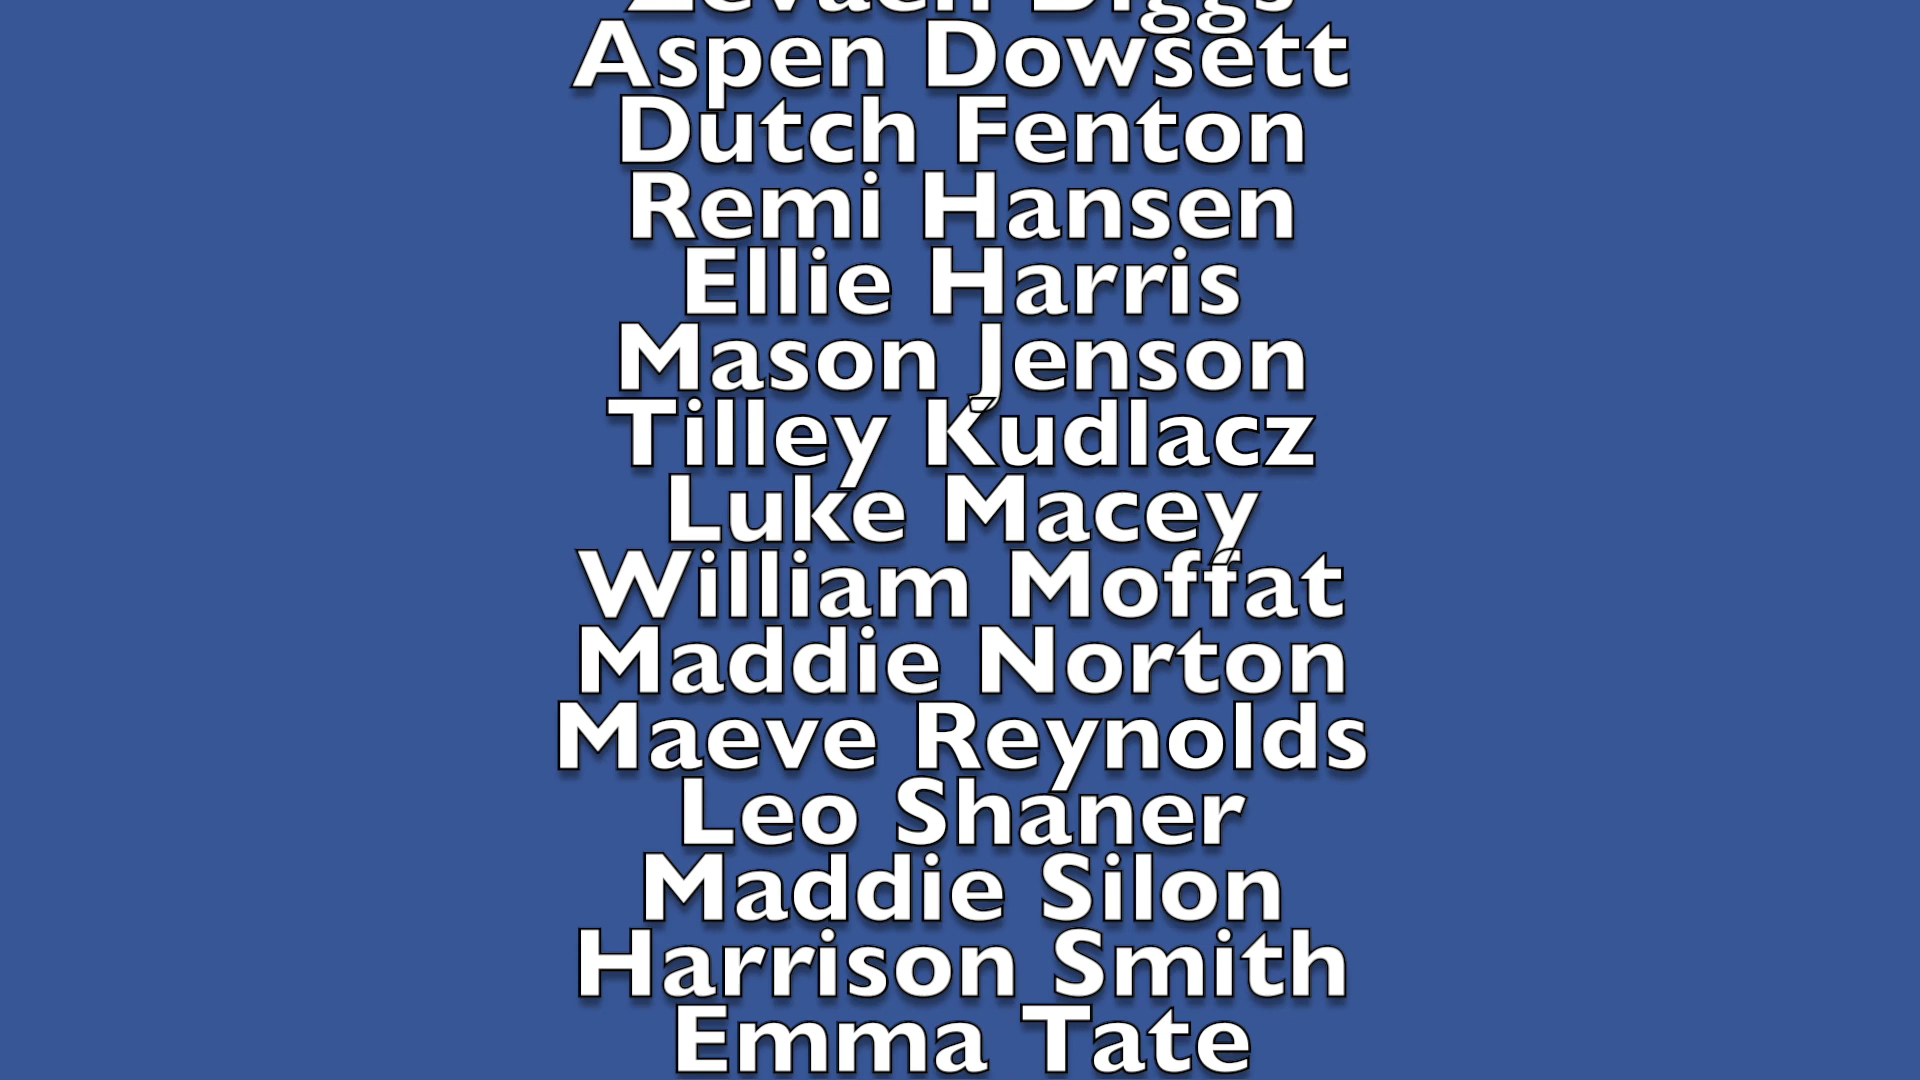 Biggs
Aspen Dowsett
Dutch Fenton
Remi Hansen
Ellie Harris
Mason Jenson
Tilley Kudlacz
Luke Macey
William Moffat
Maddie Norton
Maeve Reynolds
Leo Shaner
Maddie Silon
Harrison Smith
Emma Tate